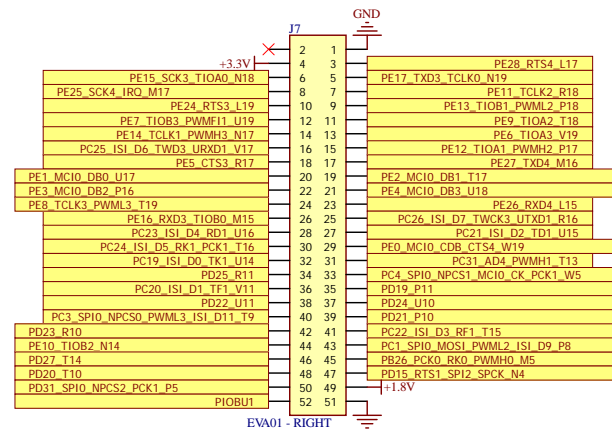 GND
J7
2 1
+3.3V 4 3 PE28_RTS4_L17
PE15_SCK3_TIOA0_N18 6 5 PE17_TXD3_TCLK0_N19
PE25_SCK4_IRQ_M17 8 7 PE11_TCLK2_R18
PE24_RTS3_L19 10 9 PE13_TIOB1_PWML2_P18
PE7_TIOB3_PWMFI1_U19 12 11 PE9_TIOA2_T18
PE14_TCLK1_PWMH3_N17 14 13 PE6_TIOA3_V19
PC25_ISI_D6_TWD3_URXD1_V17 16 15 PE12_TIOA1_PWMH2_P17
PE5_CTS3_R17 18 17 PE27_TXD4_M16
PE1_MCI0_DB0_U17 20 19 PE2_MCI0_DB1_T17
PE3_MCI0_DB2_P16 22 21 PE4_MCI0_DB3_U18
PE8_TCLK3_PWML3_T19 24 23 PE26_RXD4_L15
PE16_RXD3_TIOB0_M15 26 25 PC26_ISI_D7_TWCK3_UTXD1_R16
PC23_ISI_D4_RD1_U16 28 27 PC21_ISI_D2_TD1_U15
PC24_ISI_D5_RK1_PCK1_T16 30 29 PE0_MCI0_CDB_CTS4_W19
PC19_ISI_D0_TK1_U14 32 31 PC31_AD4_PWMH1_T13
PD25_R11 34 33 PC4_SPI0_NPCS1_MCI0_CK_PCK1_W5
PC20_ISI_D1_TF1_V11 36 35 PD19_P11
PD22_U11 38 37 PD24_U10
PC3_SPI0_NPCS0_PWML3_ISI_D11_T9 40 39 PD21_P10
PD23_R10 42 41 PC22_ISI_D3_RF1_T15
PE10_TIOB2_N14 44 43 PC1_SPI0_MOSI_PWML2_ISI_D9_P8
PD27_T14 46 45 PB26_PCK0_RK0_PWMH0_M5
PD20_T10 48 47 PD15_RTS1_SPI2_SPCK_N4
PD31_SPI0_NPCS2_PCK1_P5 50 49 +1.8V
PIOBU1 52 51
EVA01 - RIGHT